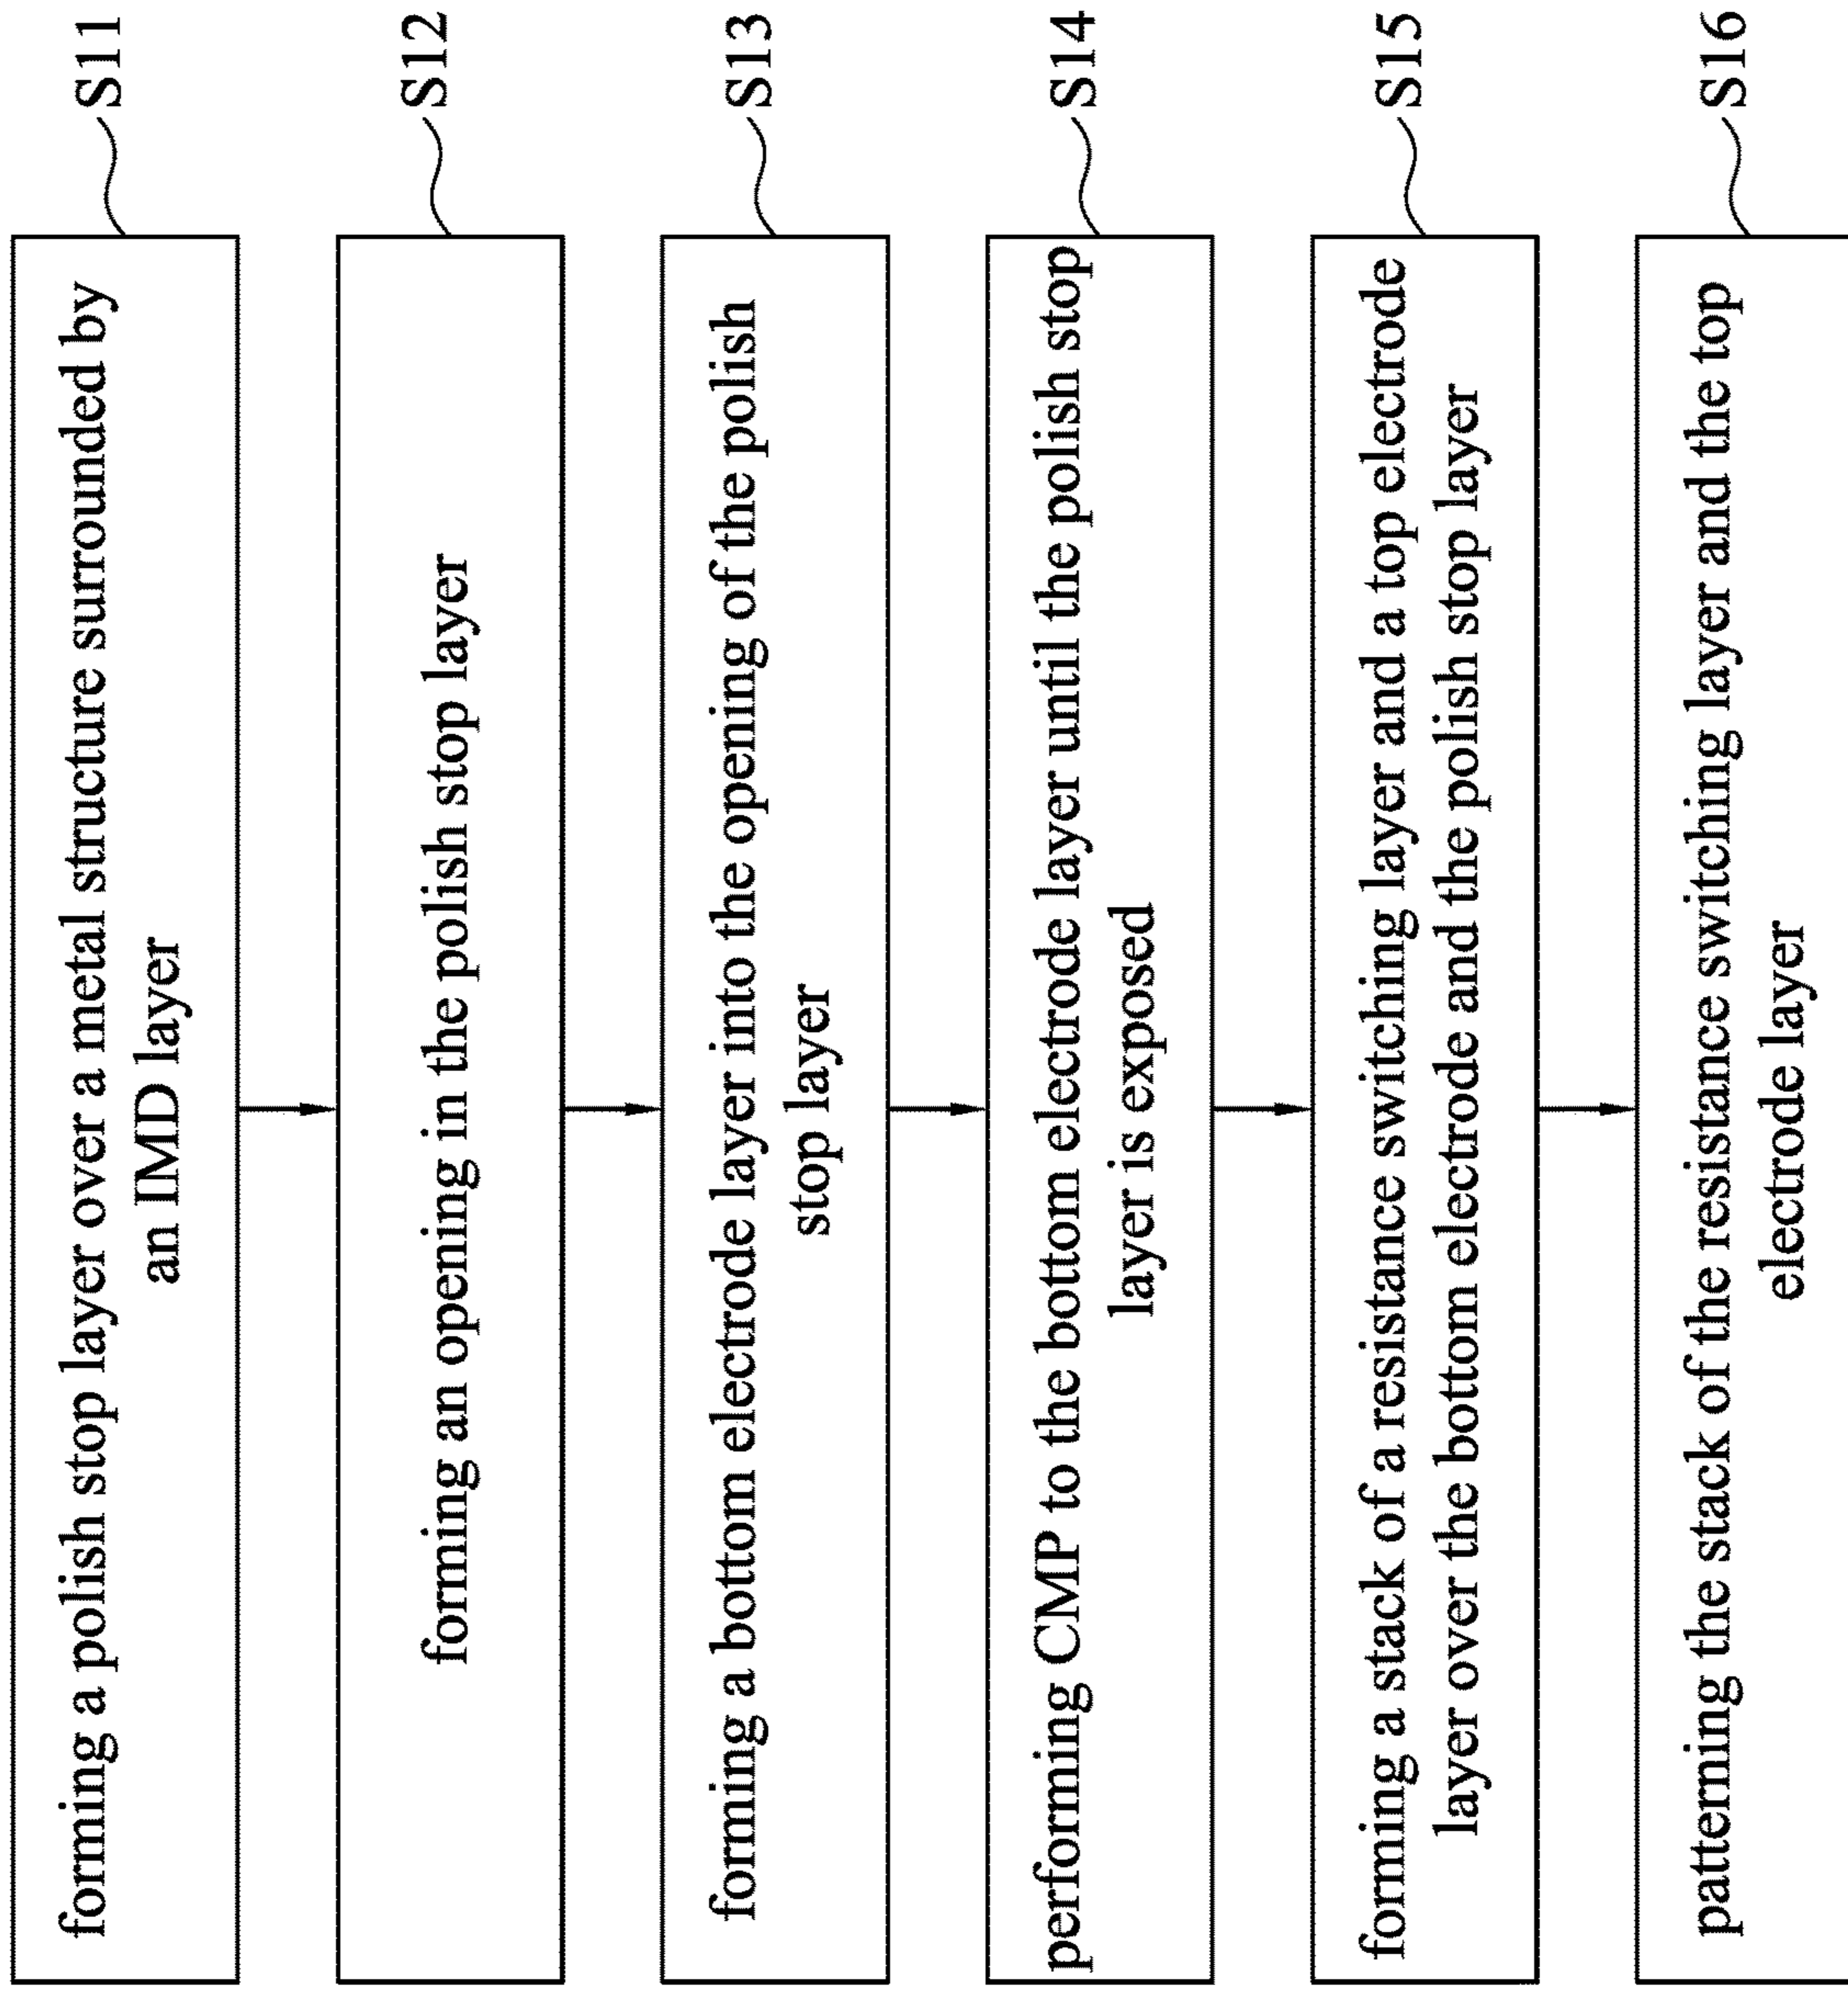 forming a polish stop layer over a metal structure surrounded by
an IMD layer
S11
forming an opening in the polish stop layer
S12
forming a bottom electrode layer into the opening of the polish
stop layer
S13
performing CMP to the bottom electrode layer until the polish stop
layer is exposed
S14
forming a stack of a resistance switching layer and a top electrode
layer over the bottom electrode and the polish stop layer
S15
patterning the stack of the resistance switching layer and the top
electrode layer
S16